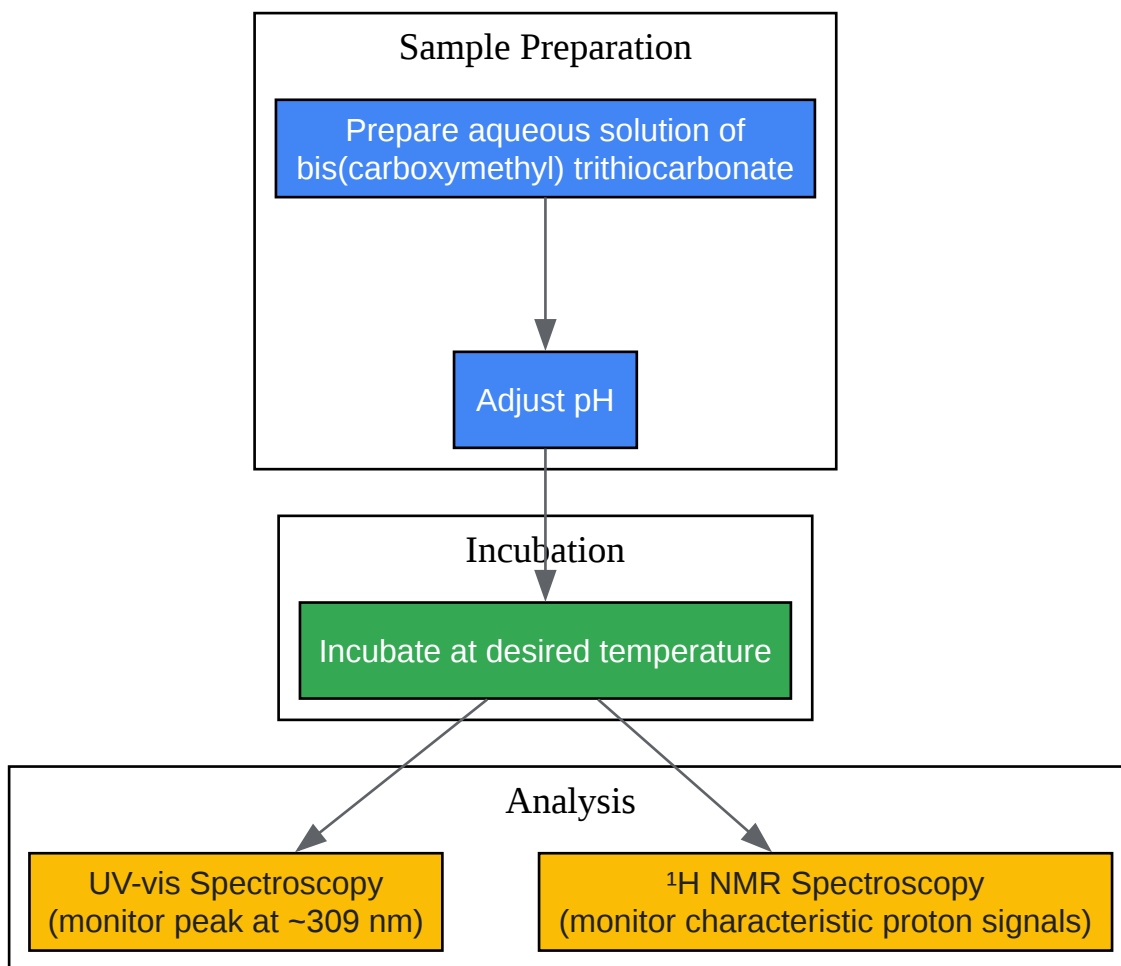 Sample Preparation
Prepare aqueous solution of
bis(carboxymethyl) trithiocarbonate
Adjust pH
Incubation
Incubate at desired temperature
Analysis
UV-vis Spectroscopy
(monitor peak at ~309 nm)
¹H NMR Spectroscopy
(monitor characteristic proton signals)